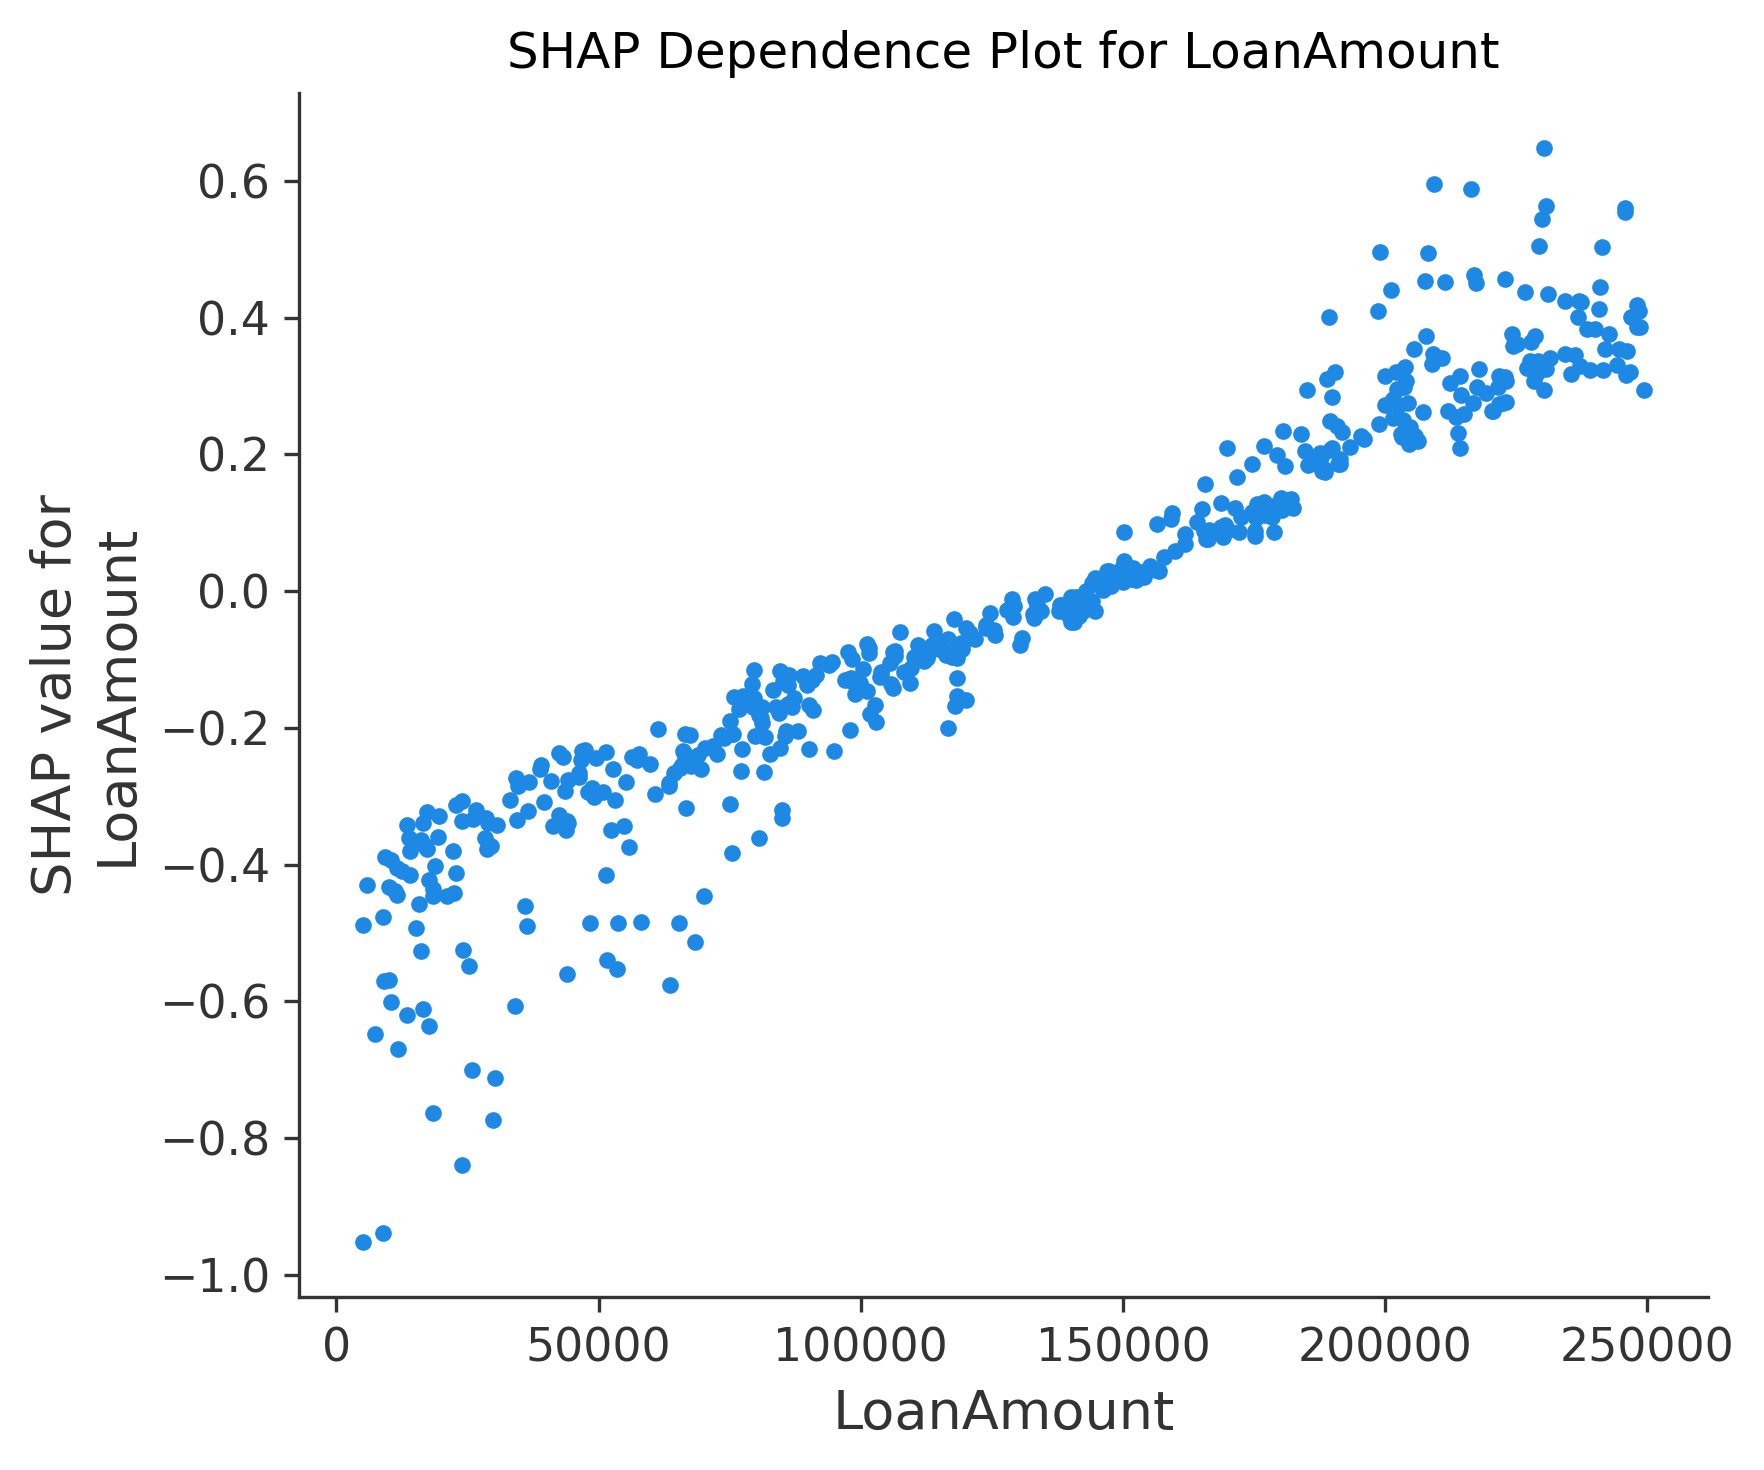 SHAP Dependence Plot for LoanAmount
SHAP value for
LoanAmount
0.6
0.4
0.2
0.0
−0.2
−0.4
−0.6
−0.8
−1.0
0 50000 100000 150000 200000 250000
LoanAmount